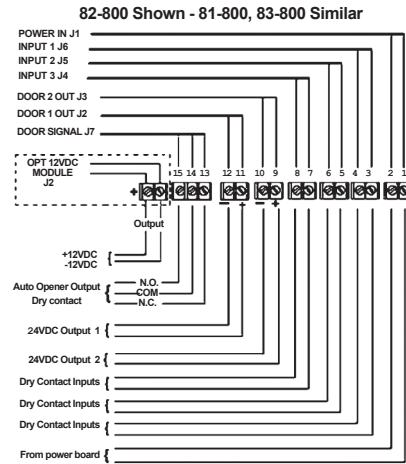 82-800 Shown - 81-800, 83-800 Similar
POWER IN J1
INPUT 1 J6
INPUT 2 J5
INPUT 3 J4
DOOR 2 OUT J3
DOOR 1 OUT J2
DOOR SIGNAL J7
OPT 12VDC
MODULE
J2
15 14 13 12 11 10 9 8 7 6 5 4 3 2 1
+ - + - +
Output
+12VDC
-12VDC
Auto Opener Output
Dry contact
N.O.
COM
N.C.
24VDC Output 1
24VDC Output 2
Dry Contact Inputs
Dry Contact Inputs
Dry Contact Inputs
From power board